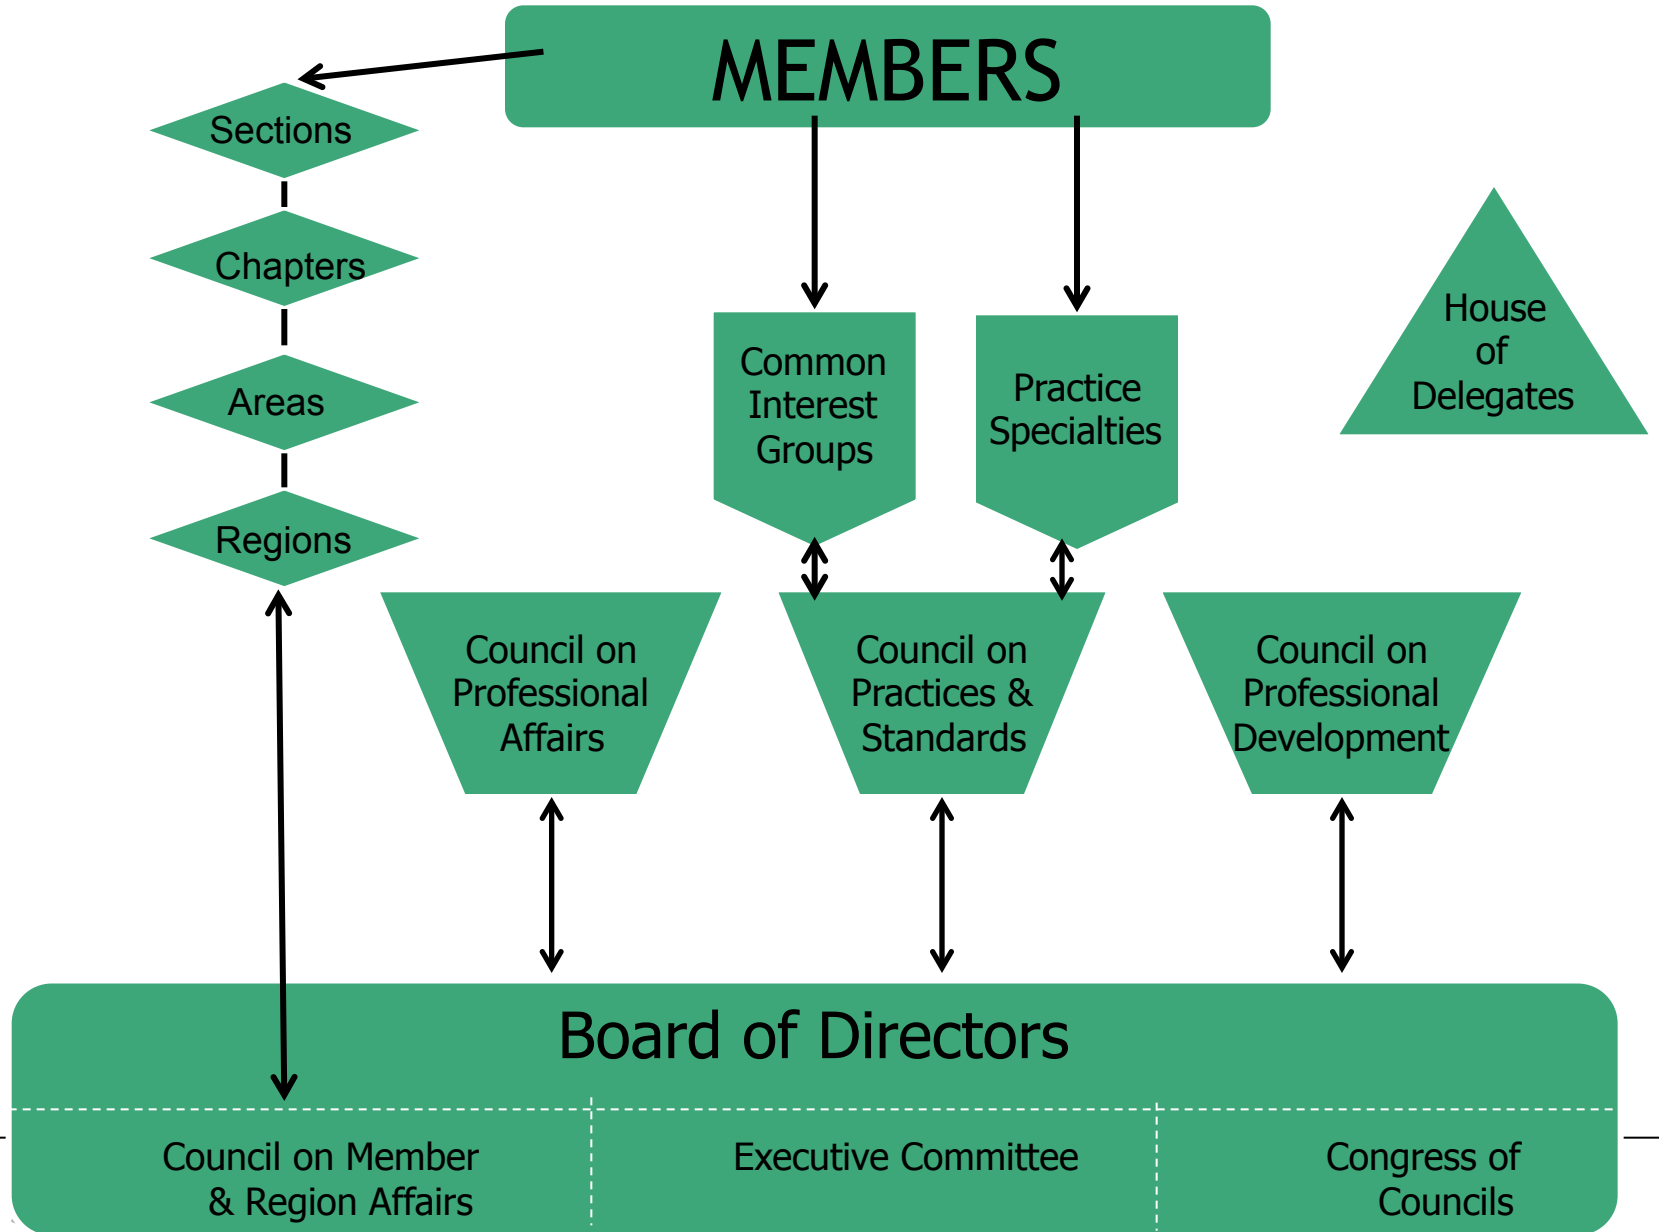 MEMBERS
Sections
Chapters
Areas
Regions
Common
Interest
Groups
Practice
Specialties
House
of
Delegates
Council on
Professional
Affairs
Council on
Practices &
Standards
Council on
Professional
Development
Board of Directors
Council on Member
& Region Affairs
Executive Committee
Congress of
Councils